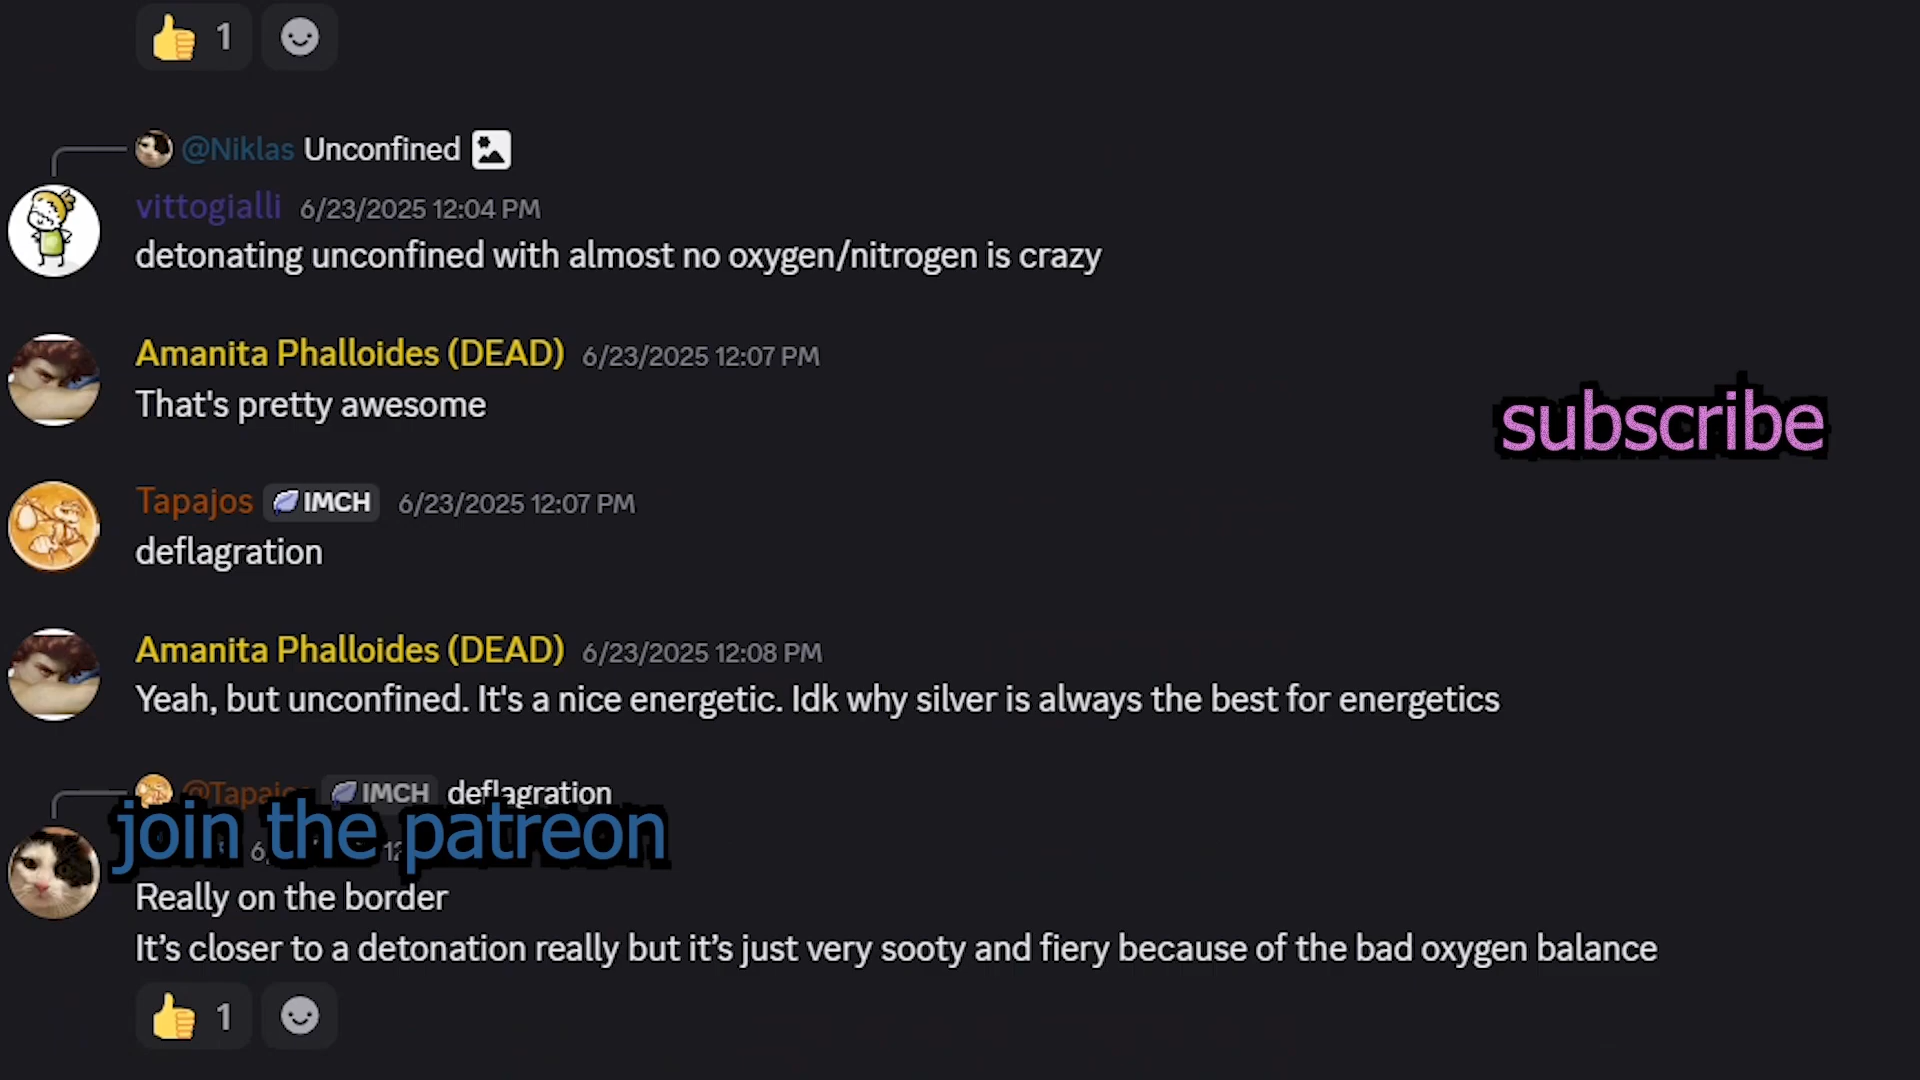 1
@Niklas Unconfined
vittogialli 6/23/2025 12:04 PM
detonating unconfined with almost no oxygen/nitrogen is crazy
Amanita Phalloides (DEAD) 6/23/2025 12:07 PM
That's pretty awesome
subscribe
Tapajos IMCH 6/23/2025 12:07 PM
deflagration
Amanita Phalloides (DEAD) 6/23/2025 12:08 PM
Yeah, but unconfined. It's a nice energetic. Idk why silver is always the best for energetics
@Tapajos IMCH deflagration
join the patreon
Really on the border
It’s closer to a detonation really but it’s just very sooty and fiery because of the bad oxygen balance
1